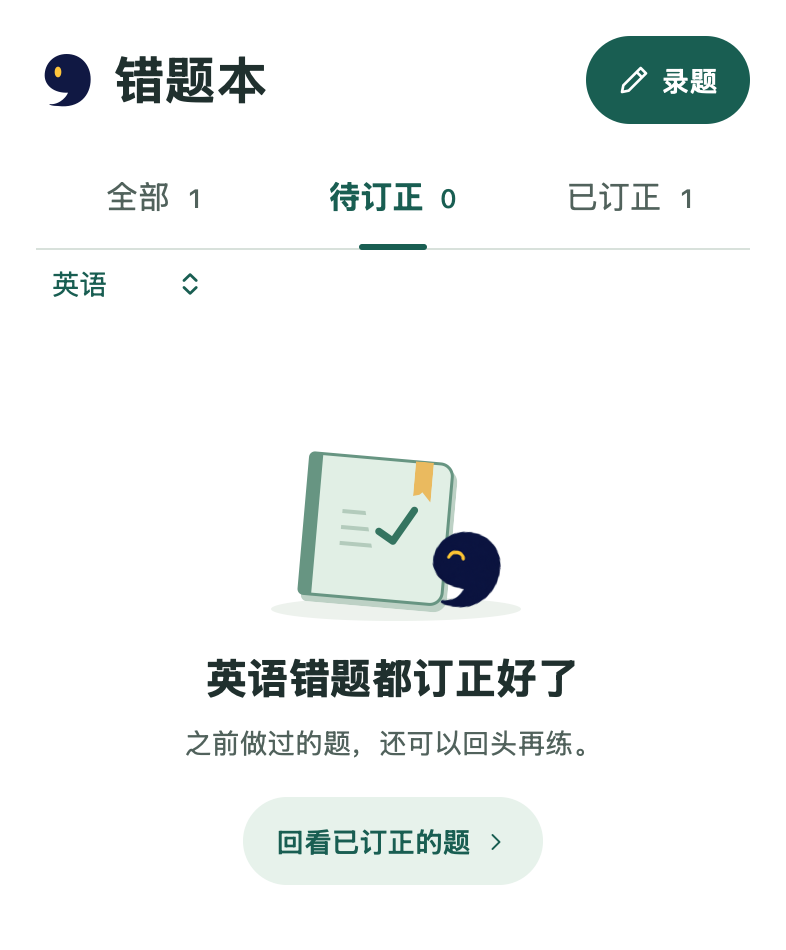 错题本
录题
全部 1
待订正 0
已订正 1
英语
英语错题都订正好了
之前做过的题，还可以回头再练。
回看已订正的题